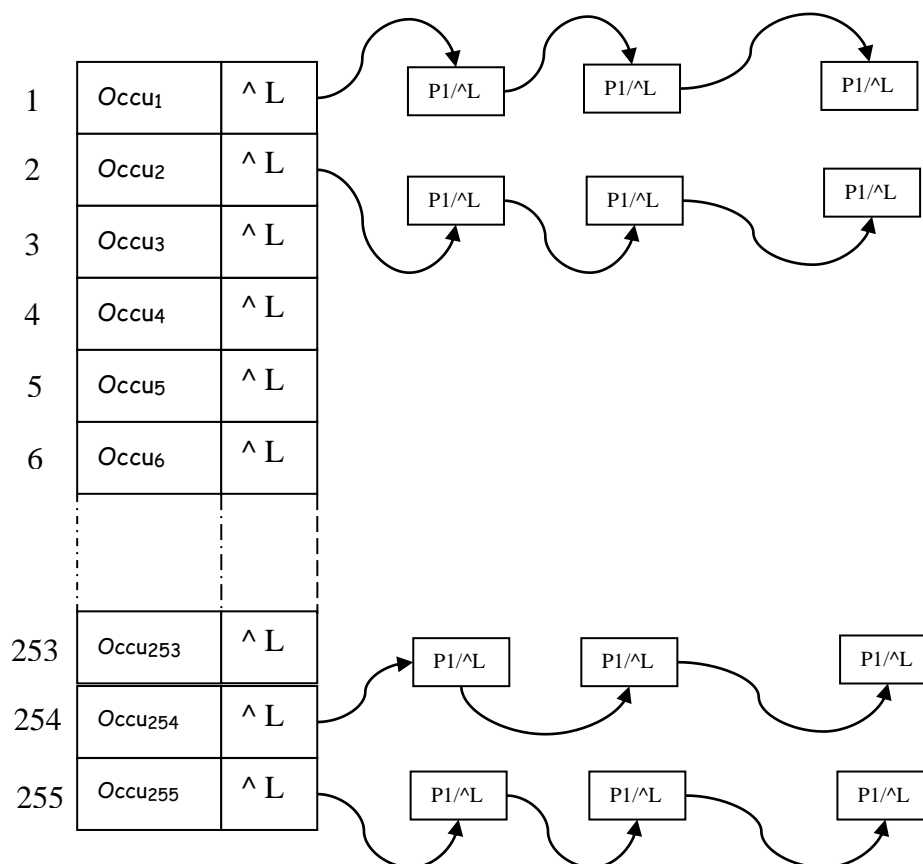 1 Occu1 ^ L P1/^L P1/^L P1/^L
2 Occu2 ^ L P1/^L P1/^L P1/^L
3 Occu3 ^ L
4 Occu4 ^ L
5 Occu5 ^ L
6 Occu6 ^ L
253 Occu253 ^ L P1/^L P1/^L P1/^L
254 Occu254 ^ L
255 Occu255 ^ L P1/^L P1/^L P1/^L